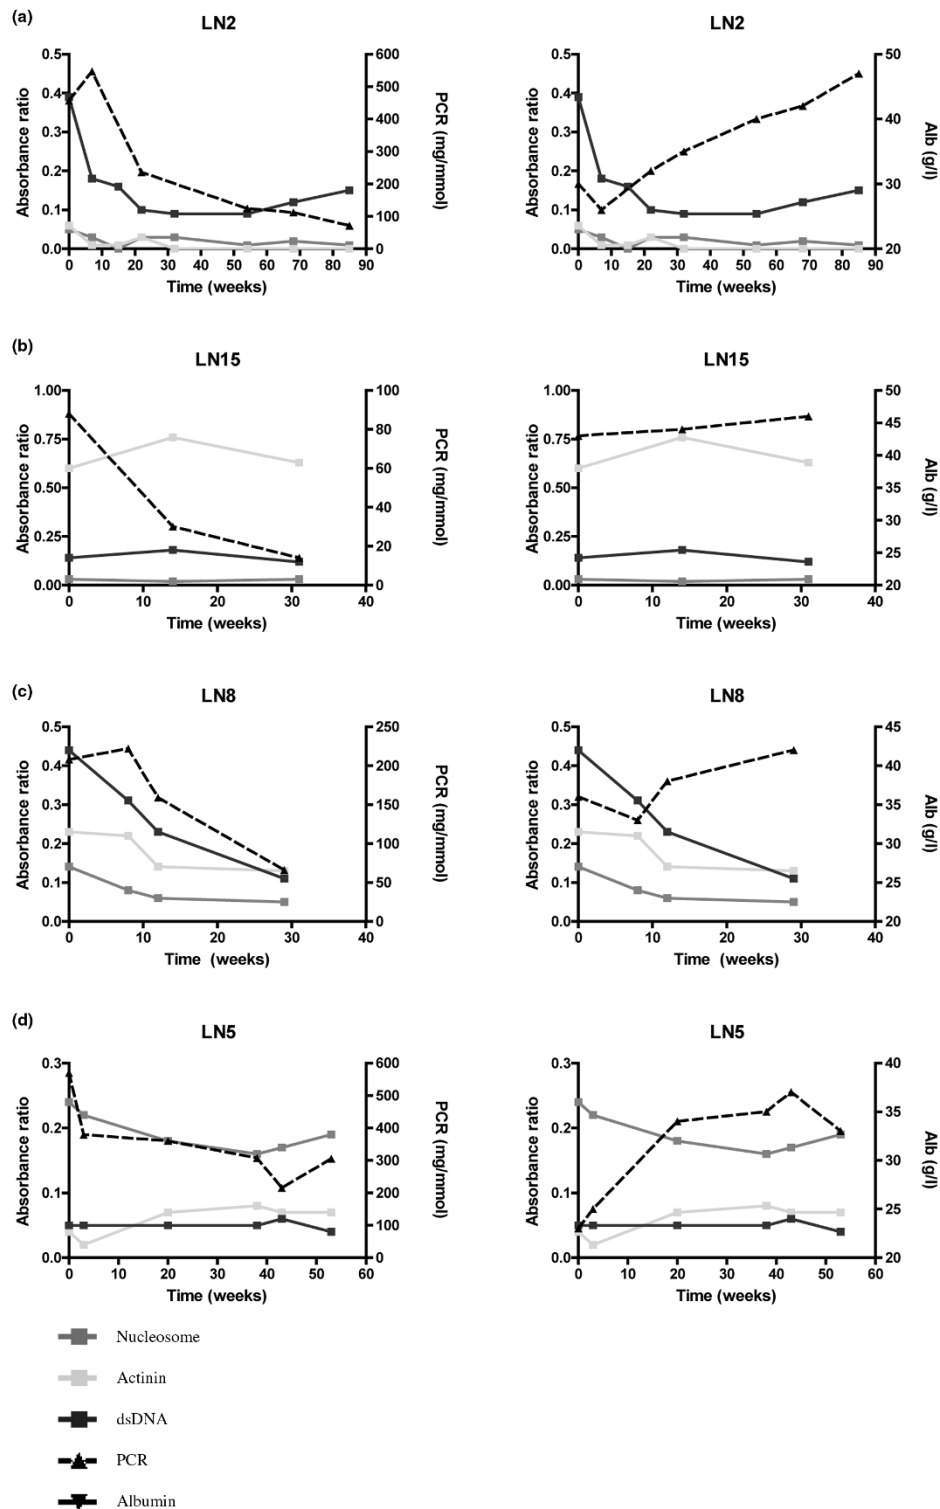 (a)
LN2
LN2
0.5
0.4
0.3
0.2
0.1
0.0
Absorbance ratio
600
500
400
300
200
100
0
PCR (mg/mmol)
0 10 20 30 40 50 60 70 80 90
Time (weeks)
0.5
0.4
0.3
0.2
0.1
0.0
Absorbance ratio
50
40
30
20
Alb (g/l)
0 10 20 30 40 50 60 70 80 90
Time (weeks)
(b)
LN15
LN15
1.00
0.75
0.50
0.25
0.00
Absorbance ratio
100
80
60
40
20
0
PCR (mg/mmol)
0 10 20 30 40
Time (weeks)
1.00
0.75
0.50
0.25
0.00
Absorbance ratio
50
45
40
35
30
25
20
Alb (g/l)
0 10 20 30 40
Time (weeks)
(c)
LN8
LN8
0.5
0.4
0.3
0.2
0.1
0.0
Absorbance ratio
250
200
150
100
50
0
PCR (mg/mmol)
0 10 20 30 40
Time (weeks)
0.5
0.4
0.3
0.2
0.1
0.0
Absorbance ratio
45
40
35
30
25
20
Alb (g/l)
0 10 20 30 40
Time (weeks)
(d)
LN5
LN5
0.3
0.2
0.1
0.0
Absorbance ratio
600
500
400
300
200
100
0
PCR (mg/mmol)
0 10 20 30 40 50 60
Time (weeks)
0.3
0.2
0.1
0.0
Absorbance ratio
40
35
30
25
20
Alb (g/l)
0 10 20 30 40 50 60
Time (weeks)
Nucleosome
Actinin
dsDNA
PCR
Albumin